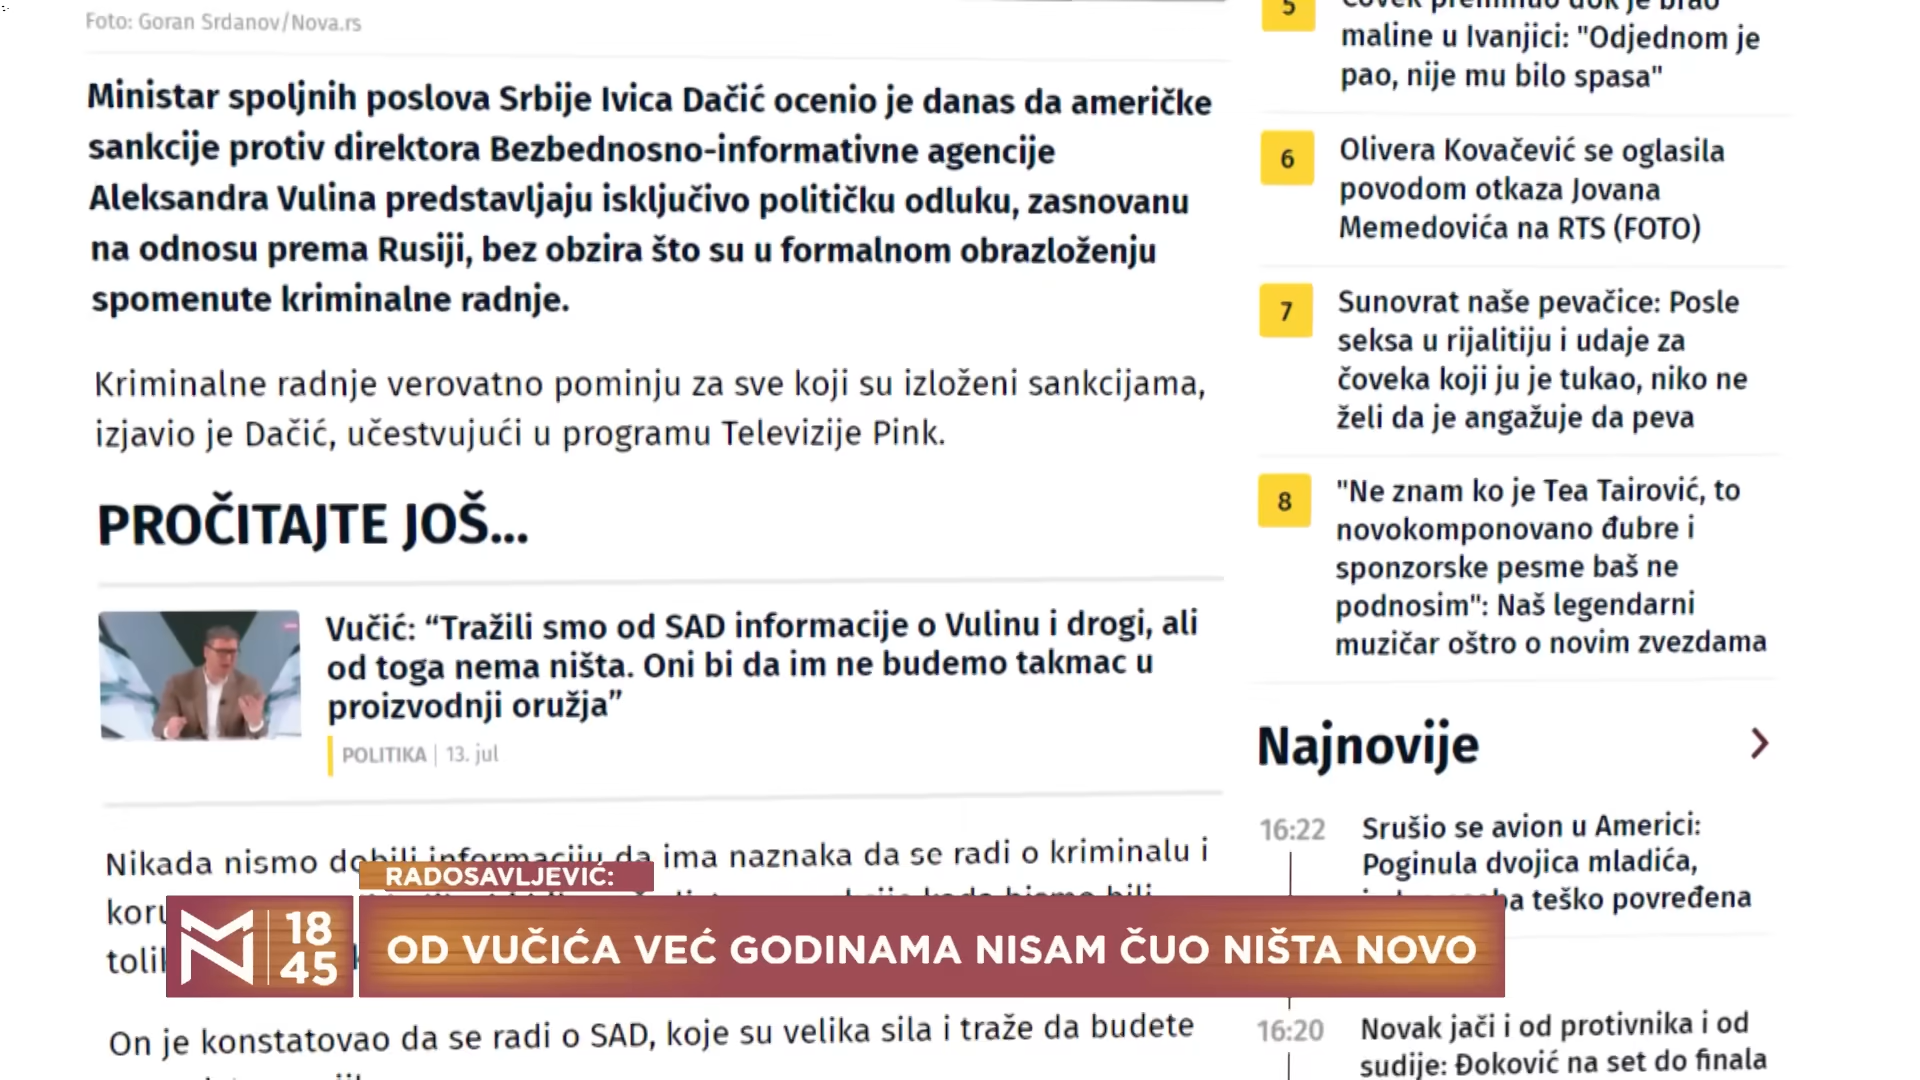 Foto: Goran Srdanov/Nova.rs
Ministar spoljnih poslova Srbije Ivica Dačić ocenio je danas da američke
sankcije protiv direktora Bezbednosno-informativne agencije
Aleksandra Vulina predstavljaju isključivo političku odluku, zasnovanu
na odnosu prema Rusiji, bez obzira što su u formalnom obrazloženju
spomenute kriminalne radnje.
Kriminalne radnje verovatno pominju za sve koji su izloženi sankcijama,
izjavio je Dačić, učestvujući u programu Televizije Pink.
PROČITAJTE JOŠ...
Vučić: “Tražili smo od SAD informacije o Vulinu i drogi, ali
od toga nema ništa. Oni bi da im ne budemo takmac u
proizvodnji oružja”
POLITIKA | 13. jul
Nikada nismo dobili informaciju da ima naznaka da se radi o kriminalu i
On je konstatovao da se radi o SAD, koje su velika sila i traže da budete
5
maline u Ivanjici: "Odjednom je
pao, nije mu bilo spasa"
6
Olivera Kovačević se oglasila
povodom otkaza Jovana
Memedovića na RTS (FOTO)
7
Sunovrat naše pevačice: Posle
seksa u rijalitiju i udaje za
čoveka koji ju je tukao, niko ne
želi da je angažuje da peva
8
"Ne znam ko je Tea Tairović, to
novokomponovano đubre i
sponzorske pesme baš ne
podnosim": Naš legendarni
muzičar oštro o novim zvezdama
Najnovije
16:22
Srušio se avion u Americi:
Poginula dvojica mladića,
teško povređena
16:20
Novak jači i od protivnika i od
sudije: Đoković na set do finala
RADOSAVLJEVIĆ:
18
45
OD VUČIĆA VEĆ GODINAMA NISAM ČUO NIŠTA NOVO